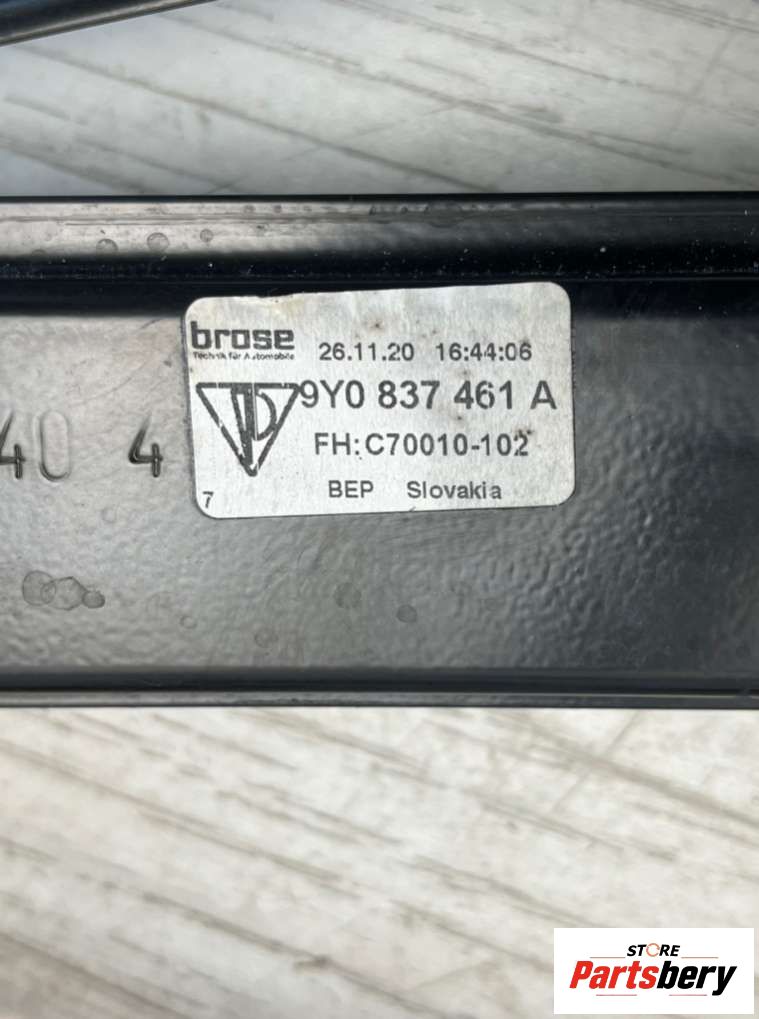 brose
Technik für Automobile
26.11.20 16:44:06
9Y0 837 461 A
FH: C70010-102
BEP Slovakia
7
40 4
STORE
Partsbery